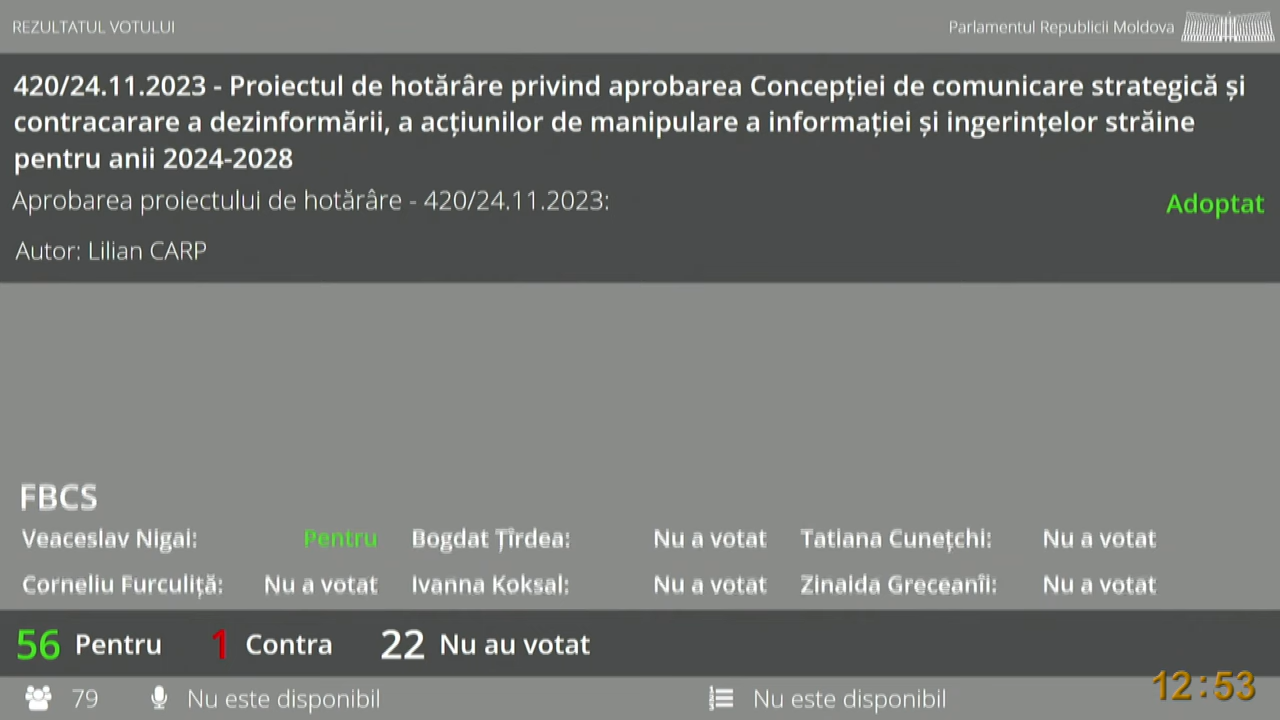 REZULTATUL VOTULUI
Parlamentul Republicii Moldova
420/24.11.2023 - Proiectul de hotărâre privind aprobarea Concepției de comunicare strategică și
contracarare a dezinformării, a acțiunilor de manipulare a informației și ingerințelor străine
pentru anii 2024-2028
Aprobarea proiectului de hotărâre - 420/24.11.2023:
Adoptat
Autor: Lilian CARP
FBCS
Veaceslav Nigai: Pentru Bogdat Țîrdea: Nu a votat Tatiana Cunețchi: Nu a votat
Corneliu Furculiță: Nu a votat Ivanna Koksal: Nu a votat Zinaida Greceanîi: Nu a votat
56 Pentru 1 Contra 22 Nu au votat
79 Nu este disponibil Nu este disponibil
12:53